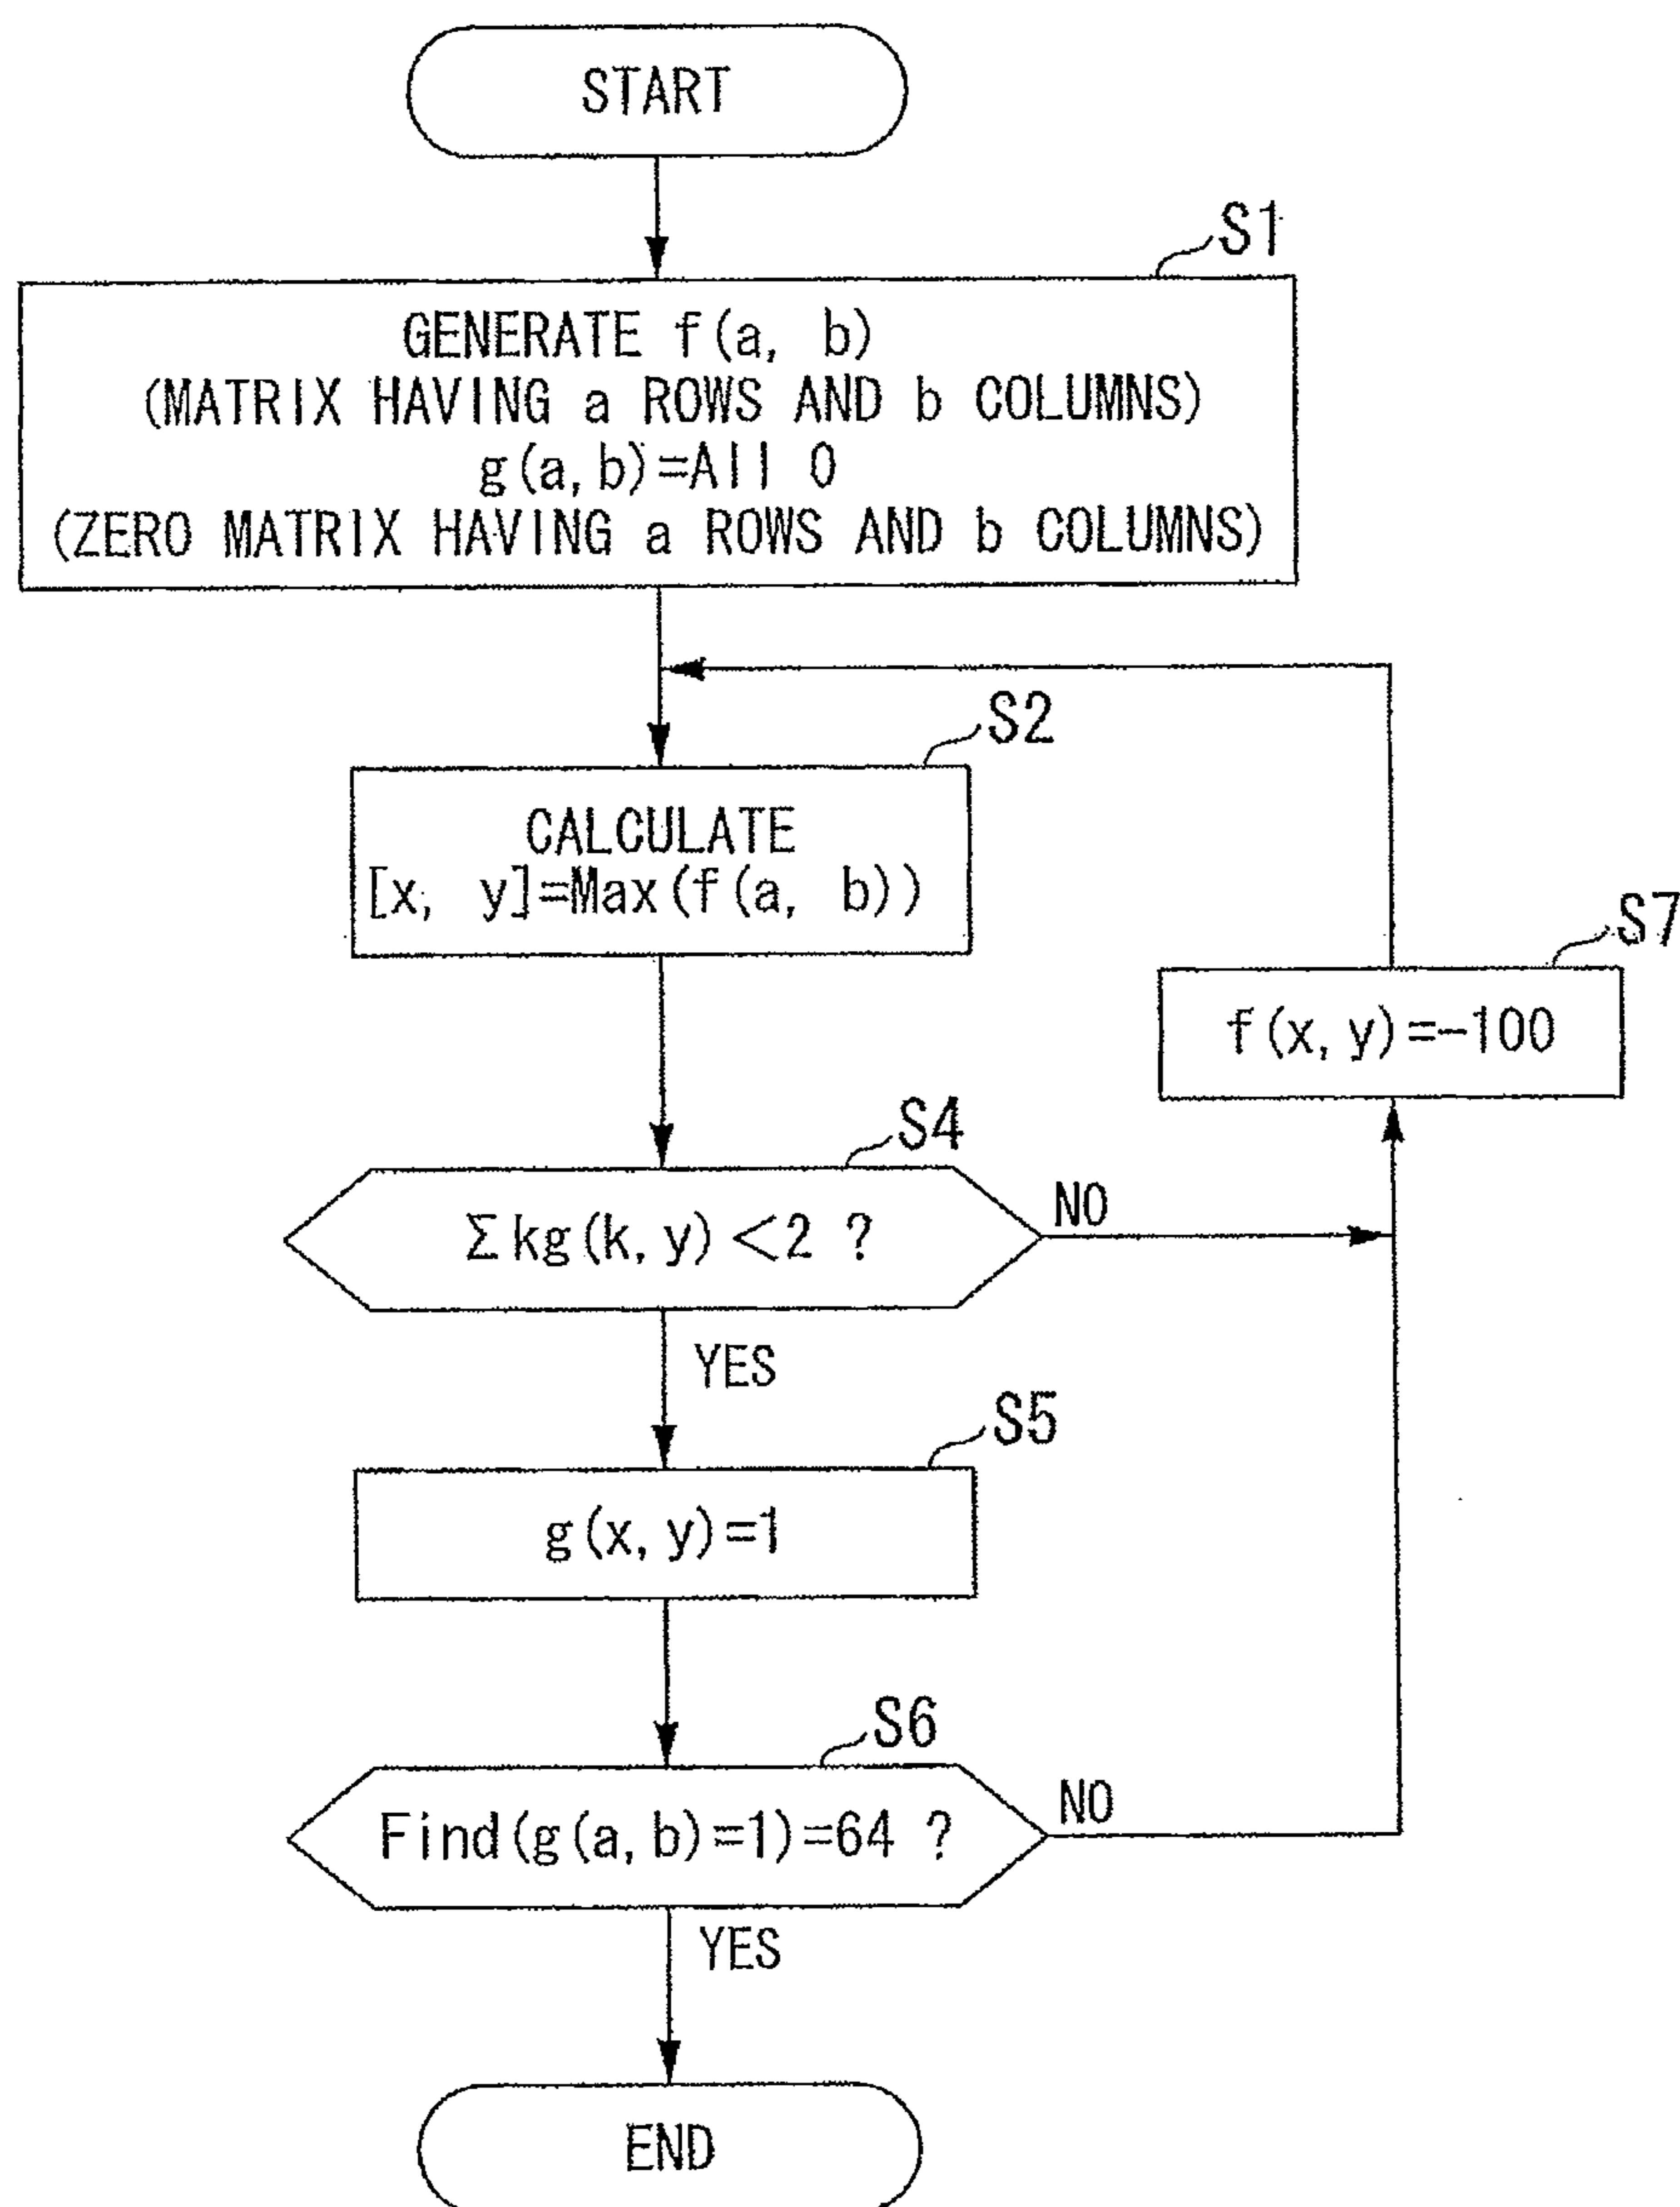 START
S1
GENERATE f(a, b)
(MATRIX HAVING a ROWS AND b COLUMNS)
g(a,b)=All 0
(ZERO MATRIX HAVING a ROWS AND b COLUMNS)
S2
CALCULATE
[x, y]=Max(f(a, b))
S7
f(x,y)=-100
S4
Σkg(k,y)<2 ?
NO
YES
S5
g(x,y)=1
S6
Find(g(a,b)=1)=64 ?
NO
YES
END